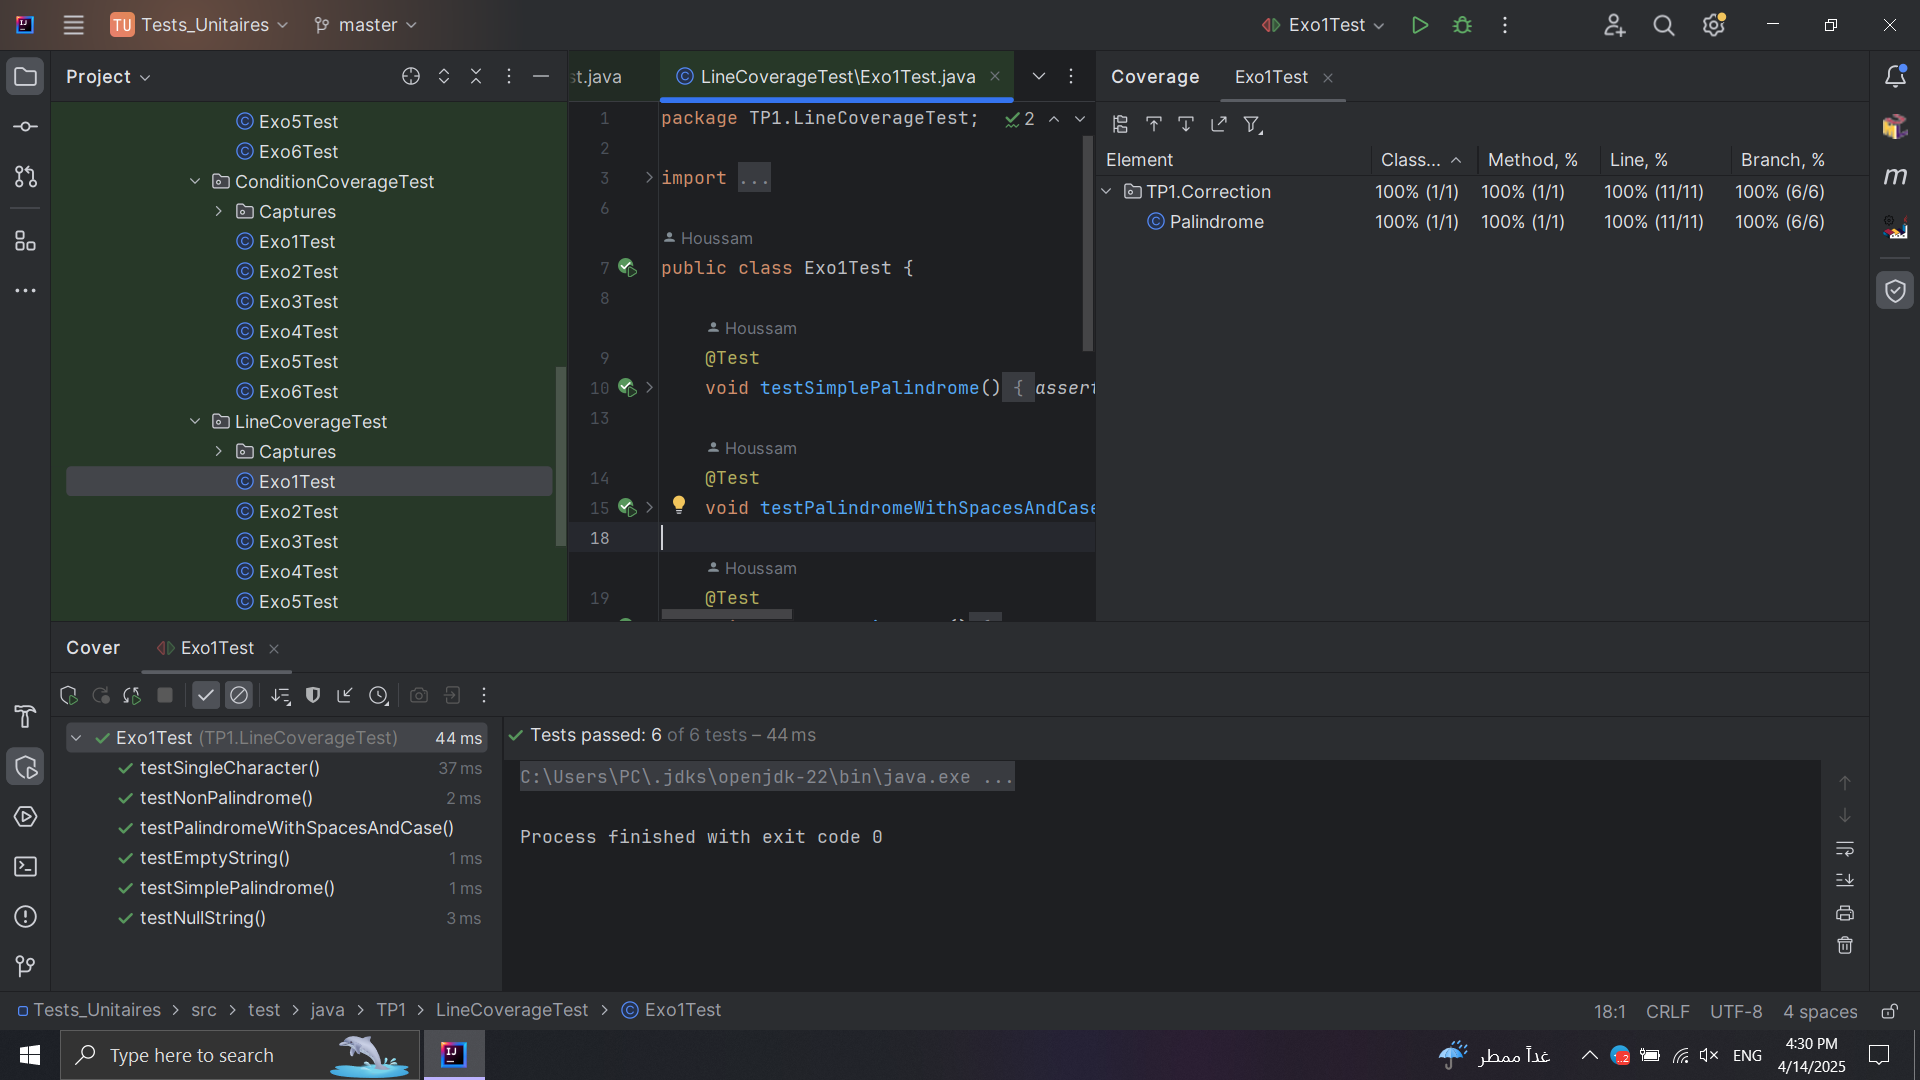 TU Tests_Unitaires master Exo1Test
Project
st.java LineCoverageTest\Exo1Test.java
Coverage Exo1Test
Exo5Test
Exo6Test
ConditionCoverageTest
Captures
Exo1Test
Exo2Test
Exo3Test
Exo4Test
Exo5Test
Exo6Test
LineCoverageTest
Captures
Exo1Test
Exo2Test
Exo3Test
Exo4Test
Exo5Test
1 package TP1.LineCoverageTest; 2
2
3 import ...
6
Houssam
7 public class Exo1Test {
8
Houssam
9 @Test
10 void testSimplePalindrome() { assert
13
Houssam
14 @Test
15 void testPalindromeWithSpacesAndCase
18
Houssam
19 @Test
Element Class... Method, % Line, % Branch, %
TP1.Correction 100% (1/1) 100% (1/1) 100% (11/11) 100% (6/6)
Palindrome 100% (1/1) 100% (1/1) 100% (11/11) 100% (6/6)
m
Cover Exo1Test
Exo1Test (TP1.LineCoverageTest) 44 ms
testSingleCharacter() 37 ms
testNonPalindrome() 2 ms
testPalindromeWithSpacesAndCase()
testEmptyString() 1 ms
testSimplePalindrome() 1 ms
testNullString() 3 ms
Tests passed: 6 of 6 tests – 44 ms
C:\Users\PC\.jdks\openjdk-22\bin\java.exe ...
Process finished with exit code 0
Tests_Unitaires > src > test > java > TP1 > LineCoverageTest > Exo1Test
18:1 CRLF UTF-8 4 spaces
Type here to search
غداً ممطر
ENG
4:30 PM
4/14/2025